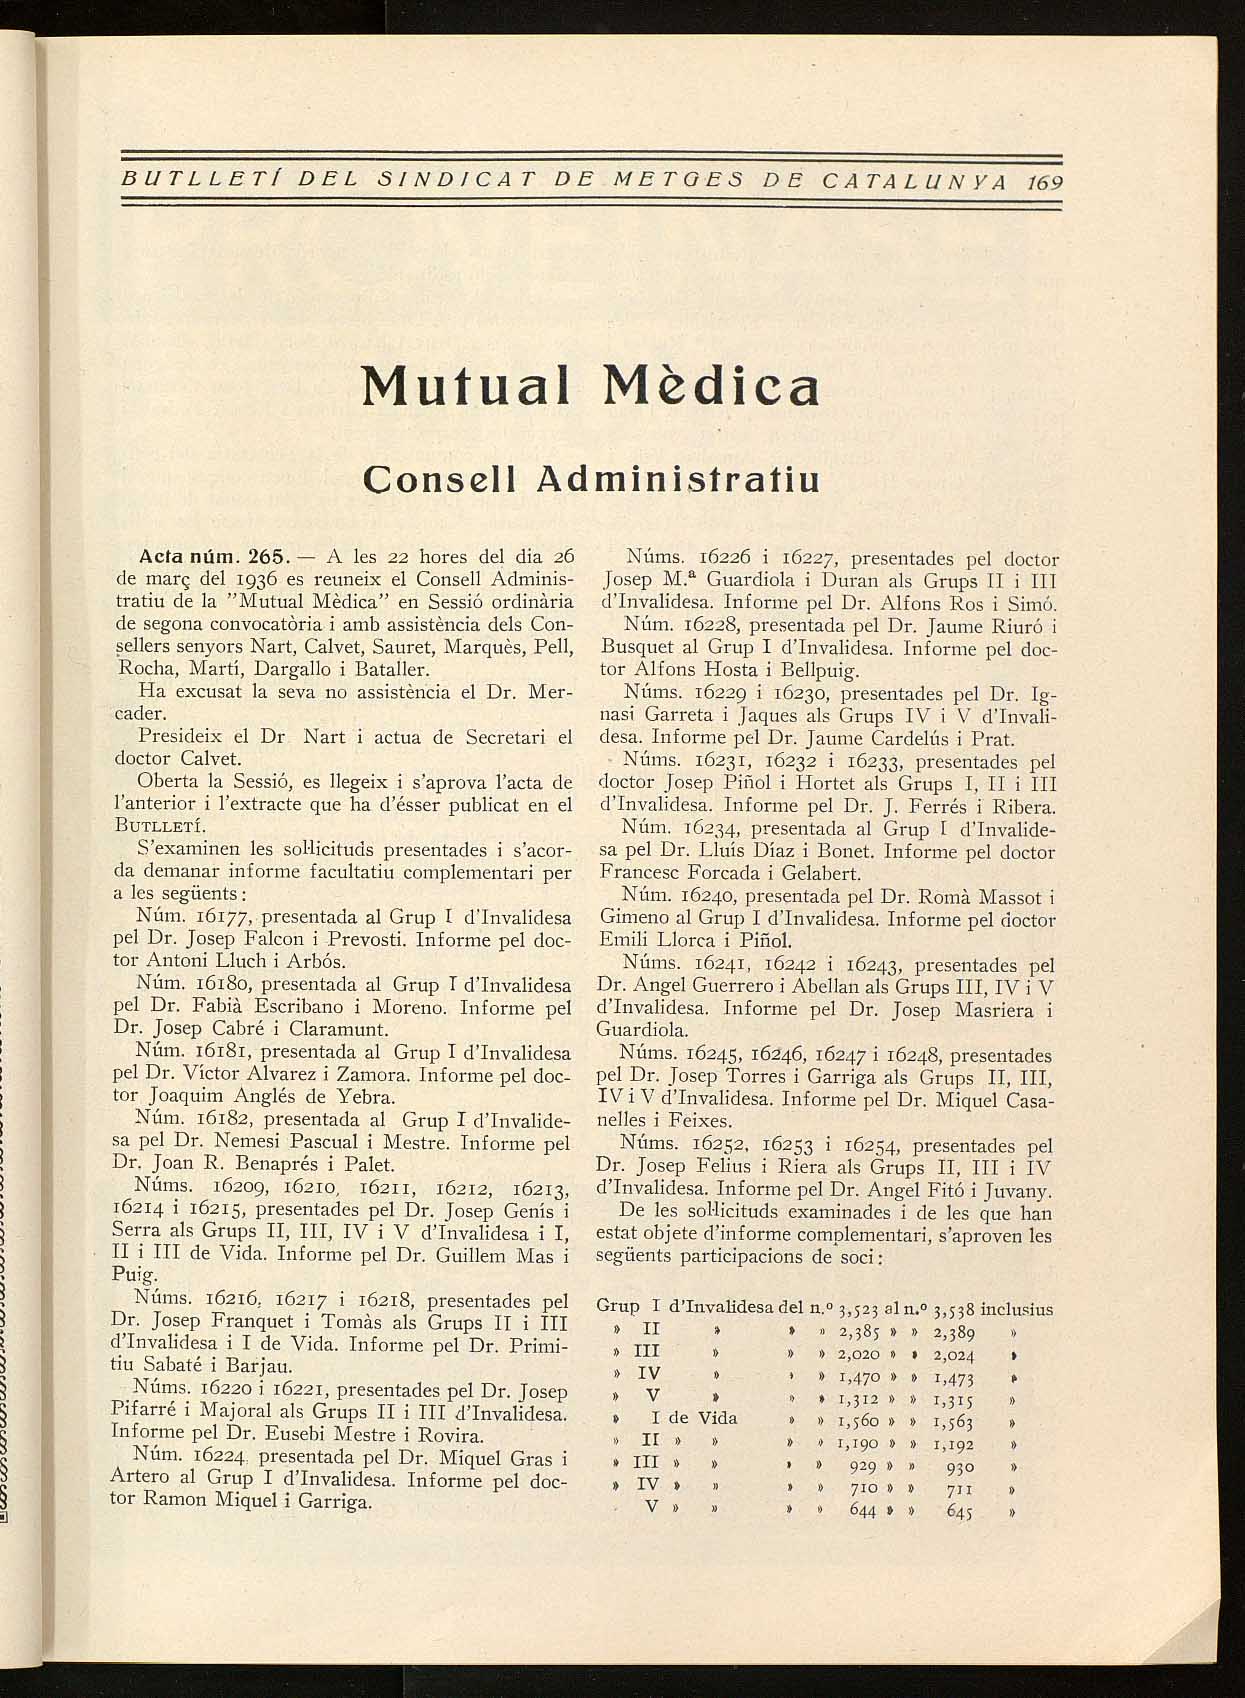 BUTLLETÍ DEL SINDICAT DE METGES DE CATALUNYA 169
Mutual Mèdica
Consell Administratiu
Acta núm. 265. — A les 22 hores del dia 26
de març del 1936 es reuneix el Consell Adminis-
tratiu de la "Mutual Mèdica" en Sessió ordinària
de segona convocatòria i amb assistència dels Con-
sellers senyors Nart, Calvet, Sauret, Marquès, Pell,
Rocha, Martí, Dargallo i Bataller.
Ha excusat la seva no assistència el Dr. Mer-
cader.
Presideix el Dr Nart i actua de Secretari el
doctor Calvet.
Oberta la Sessió, es llegeix i s'aprova l'acta de
l'anterior i l'extracte que ha d'ésser publicat en el
BUTLLETÍ.
S'examinen les sol·licituds presentades i s'acor-
da demanar informe facultatiu complementari per
a les següents:
Núm. 16177, presentada al Grup I d'Invalidesa
pel Dr. Josep Falcon i Prevosti. Informe pel doc-
tor Antoni Lluch i Arbós.
Núm. 16180, presentada al Grup I d'Invalidesa
pel Dr. Fabià Escribano i Moreno. Informe pel
Dr. Josep Cabré i Claramunt.
Núm. 16181, presentada al Grup I d'Invalidesa
pel Dr. Víctor Alvarez i Zamora. Informe pel doc-
tor Joaquim Anglés de Yebra.
Núm. 16182, presentada al Grup I d'Invalide-
sa pel Dr. Nemesi Pascual i Mestre. Informe pel
Dr. Joan R. Benaprés i Palet.
Núms. 16209, 16210, 16211, 16212, 16213,
16214 i 16215, presentades pel Dr. Josep Genís i
Serra als Grups II, III, IV i V d'Invalidesa i I,
II i III de Vida. Informe pel Dr. Guillem Mas i
Puig.
Núms. 16216, 16217 i 16218, presentades pel
Dr. Josep Franquet i Tomàs als Grups II i III
d'Invalidesa i I de Vida. Informe pel Dr. Primi-
tiu Sabaté i Barjau.
Núms. 16220 i 16221, presentades pel Dr. Josep
Pifarré i Majoral als Grups II i III d'Invalidesa.
Informe pel Dr. Eusebi Mestre i Rovira.
Núm. 16224, presentada pel Dr. Miquel Gras i
Artero al Grup I d'Invalidesa. Informe pel doc-
tor Ramon Miquel i Garriga.
Núms. 16226 i 16227, presentades pel doctor
Josep M.ª Guardiola i Duran als Grups II i III
d'Invalidesa. Informe pel Dr. Alfons Ros i Simó.
Núm. 16228, presentada pel Dr. Jaume Riuró i
Busquet al Grup I d'Invalidesa. Informe pel doc-
tor Alfons Hosta i Bellpuig.
Núms. 16229 i 16230, presentades pel Dr. Ig-
nasi Garreta i Jaques als Grups IV i V d'Invali-
desa. Informe pel Dr. Jaume Cardelús i Prat.
Núms. 16231, 16232 i 16233, presentades pel
doctor Josep Piñol i Hortet als Grups I, II i III
d'Invalidesa. Informe pel Dr. J. Ferrés i Ribera.
Núm. 16234, presentada al Grup I d'Invalide-
sa pel Dr. Lluís Díaz i Bonet. Informe pel doctor
Francesc Forcada i Gelabert.
Núm. 16240, presentada pel Dr. Romà Massot i
Gimeno al Grup I d'Invalidesa. Informe pel doctor
Emili Llorca i Piñol.
Núms. 16241, 16242 i 16243, presentades pel
Dr. Angel Guerrero i Abellan als Grups III, IV i V
d'Invalidesa. Informe pel Dr. Josep Masriera i
Guardiola.
Núms. 16245, 16246, 16247 i 16248, presentades
pel Dr. Josep Torres i Garriga als Grups II, III,
IV i V d'Invalidesa. Informe pel Dr. Miquel Casa-
nelles i Feixes.
Núms. 16252, 16253 i 16254, presentades pel
Dr. Josep Felius i Riera als Grups II, III i IV
d'Invalidesa. Informe pel Dr. Angel Fitó i Juvany.
De les sol·licituds examinades i de les que han
estat objete d'informe complementari, s'aproven les
següents participacions de soci:
Grup I d'Invalidesa del n.º 3,523 al n.º 3,538 inclusius
» II » » » 2,385 » » 2,389 »
» III » » » 2,020 » » 2,024 »
» IV » » » 1,470 » » 1,473 »
» V » » » 1,312 » » 1,315 »
» I de Vida » » 1,560 » » 1,563 »
» II » » » » 1,190 » » 1,192 »
» III » » » » 929 » » 930 »
» IV » » » » 710 » » 711 »
V » » » » 644 » » 645 »